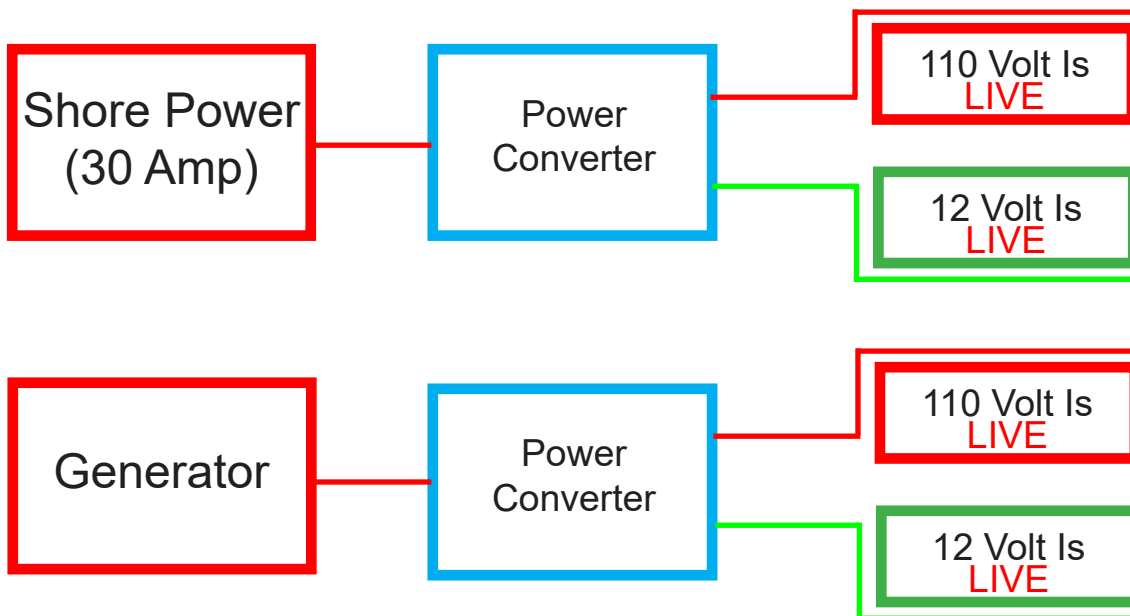 Shore Power
(30 Amp)
Power
Converter
110 Volt Is
LIVE
12 Volt Is
LIVE
Generator
Power
Converter
110 Volt Is
LIVE
12 Volt Is
LIVE